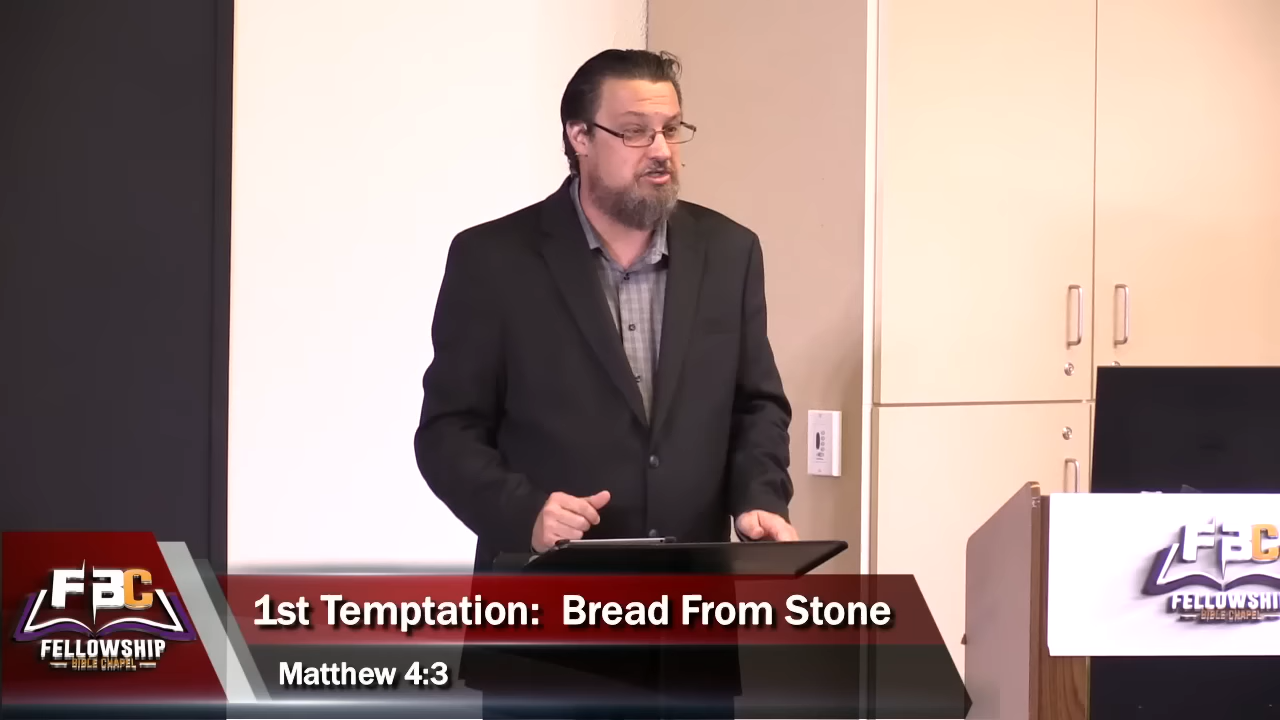 1st Temptation: Bread From Stone
Matthew 4:3
FBC
FELLOWSHIP
BIBLE CHAPEL
FBC
FELLOWSHIP
BIBLE CHAPEL